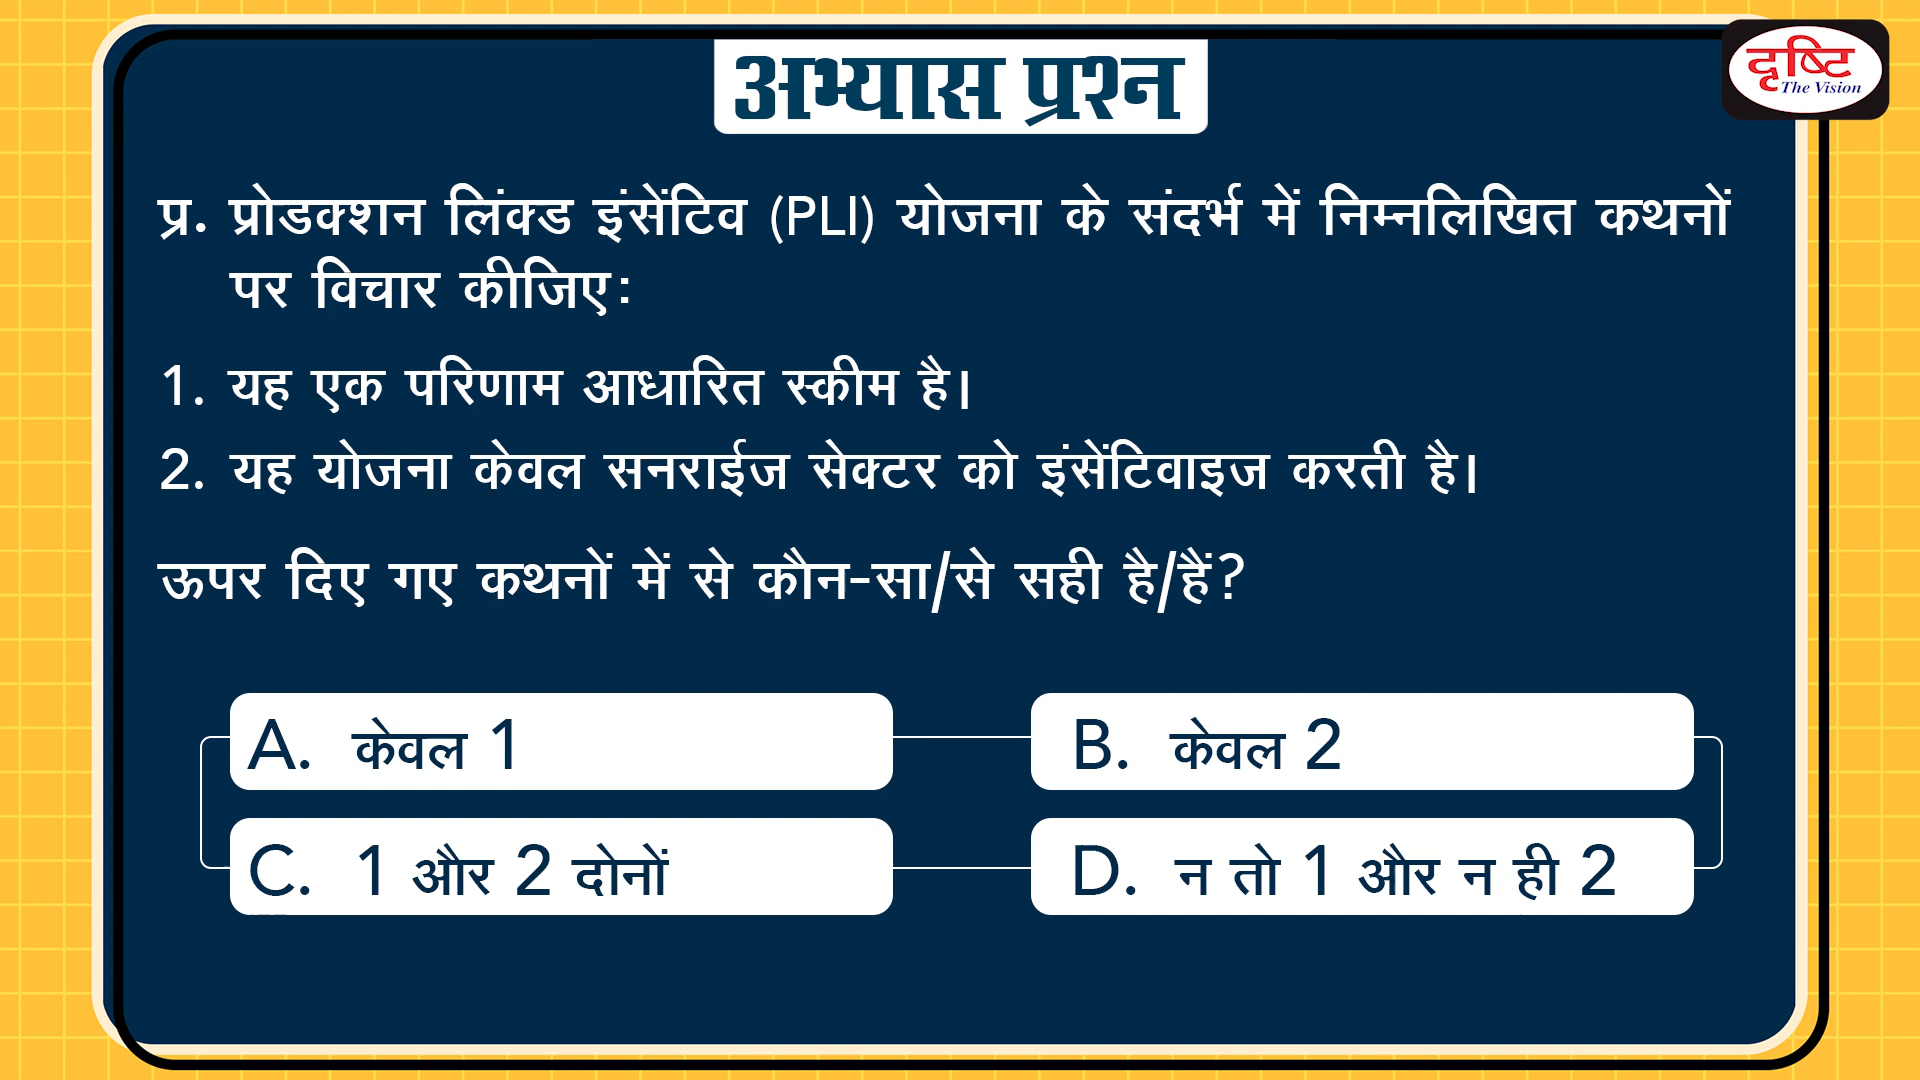 अभ्यास प्रश्न
दृष्टि
The Vision
प्र. प्रोडक्शन लिंक्ड इंसेंटिव (PLI) योजना के संदर्भ में निम्नलिखित कथनों
पर विचार कीजिए:
1. यह एक परिणाम आधारित स्कीम है।
2. यह योजना केवल सनराईज सेक्टर को इंसेंटिवाइज करती है।
ऊपर दिए गए कथनों में से कौन-सा/से सही है/हैं?
A. केवल 1
B. केवल 2
C. 1 और 2 दोनों
D. न तो 1 और न ही 2